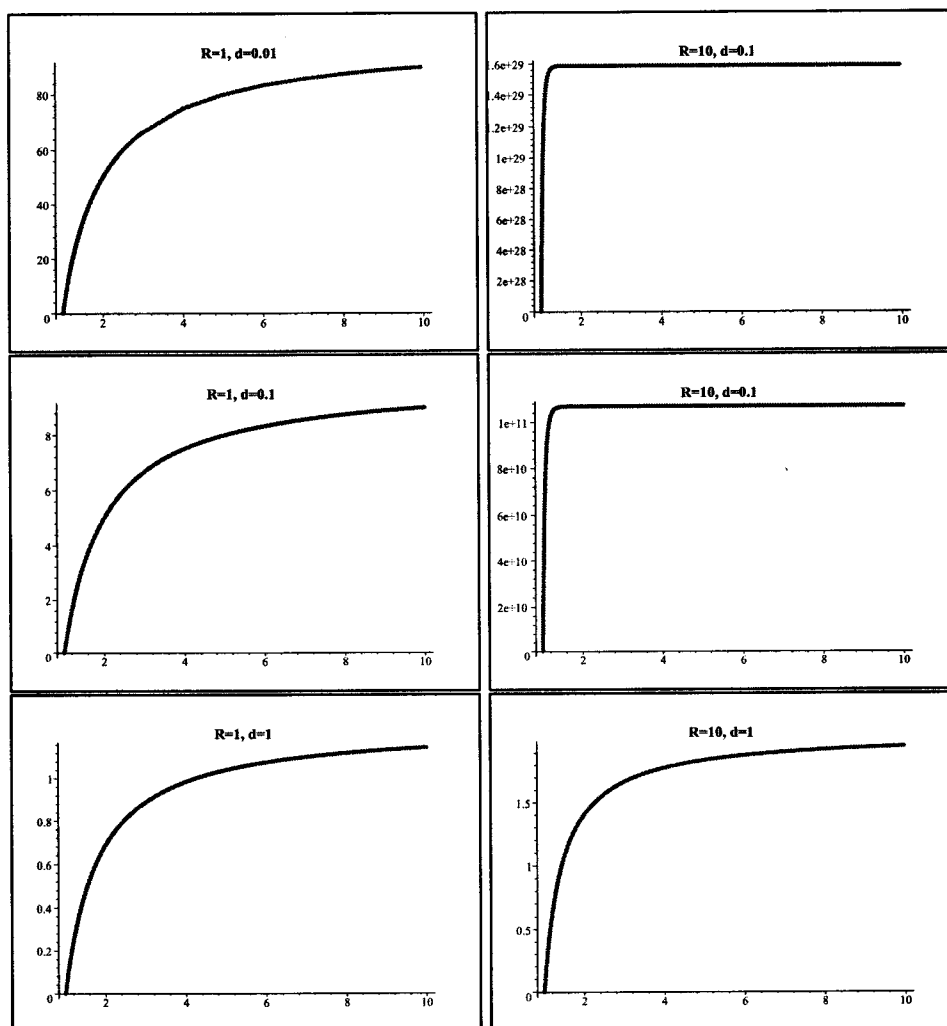 R=1, d=0.01
80
60
40
20
0
2 4 6 8 10
R=10, d=0.1
1.6e+29
1.4e+29
1.2e+29
1e+29
8e+28
6e+28
4e+28
2e+28
0
2 4 6 8 10
R=1, d=0.1
8
6
4
2
0
2 4 6 8 10
R=10, d=0.1
1e+11
8e+10
6e+10
4e+10
2e+10
0
2 4 6 8 10
R=1, d=1
1
0.8
0.6
0.4
0.2
0
2 4 6 8 10
R=10, d=1
1.5
1
0.5
0
2 4 6 8 10